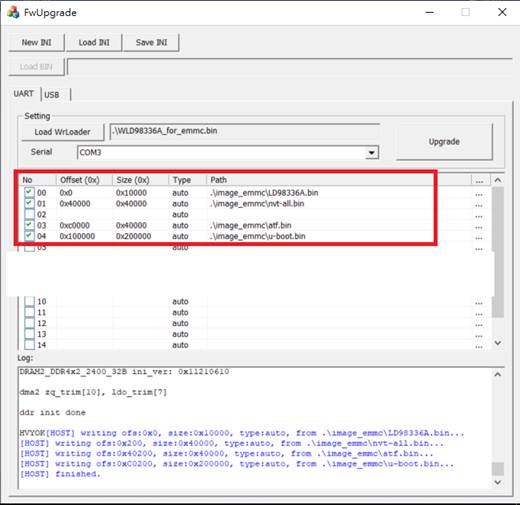 FwUpgrade
New INI Load INI Save INI
Load BIN
UART USB
Setting
Load WrLoader .\WLD98336A_for_emmc.bin
Upgrade
Serial COM3
No Offset (0x) Size (0x) Type Path ...
00 0x0 0x10000 auto .\image_emmc\LD98336A.bin ...
01 0x40000 0x40000 auto .\image_emmc\nvt-all.bin ...
02 auto ...
03 0xc0000 0x40000 auto .\image_emmc\atf.bin ...
04 0x100000 0x200000 auto .\image_emmc\u-boot.bin ...
05 auto ...
10 auto ...
11 auto ...
12 auto ...
13 auto ...
14 auto ...
Log:
DRAM2_DDR4x2_2400_32B ini_ver: 0x11210610
dma2 zq_trim[10], ldo_trim[7]
ddr init done
HVYOK[HOST] writing ofs:0x0, size:0x10000, type:auto, from .\image_emmc\LD98336A.bin...
[HOST] writing ofs:0x200, size:0x40000, type:auto, from .\image_emmc\nvt-all.bin...
[HOST] writing ofs:0x40200, size:0x40000, type:auto, from .\image_emmc\atf.bin...
[HOST] writing ofs:0xC0200, size:0x200000, type:auto, from .\image_emmc\u-boot.bin...
[HOST] finished.